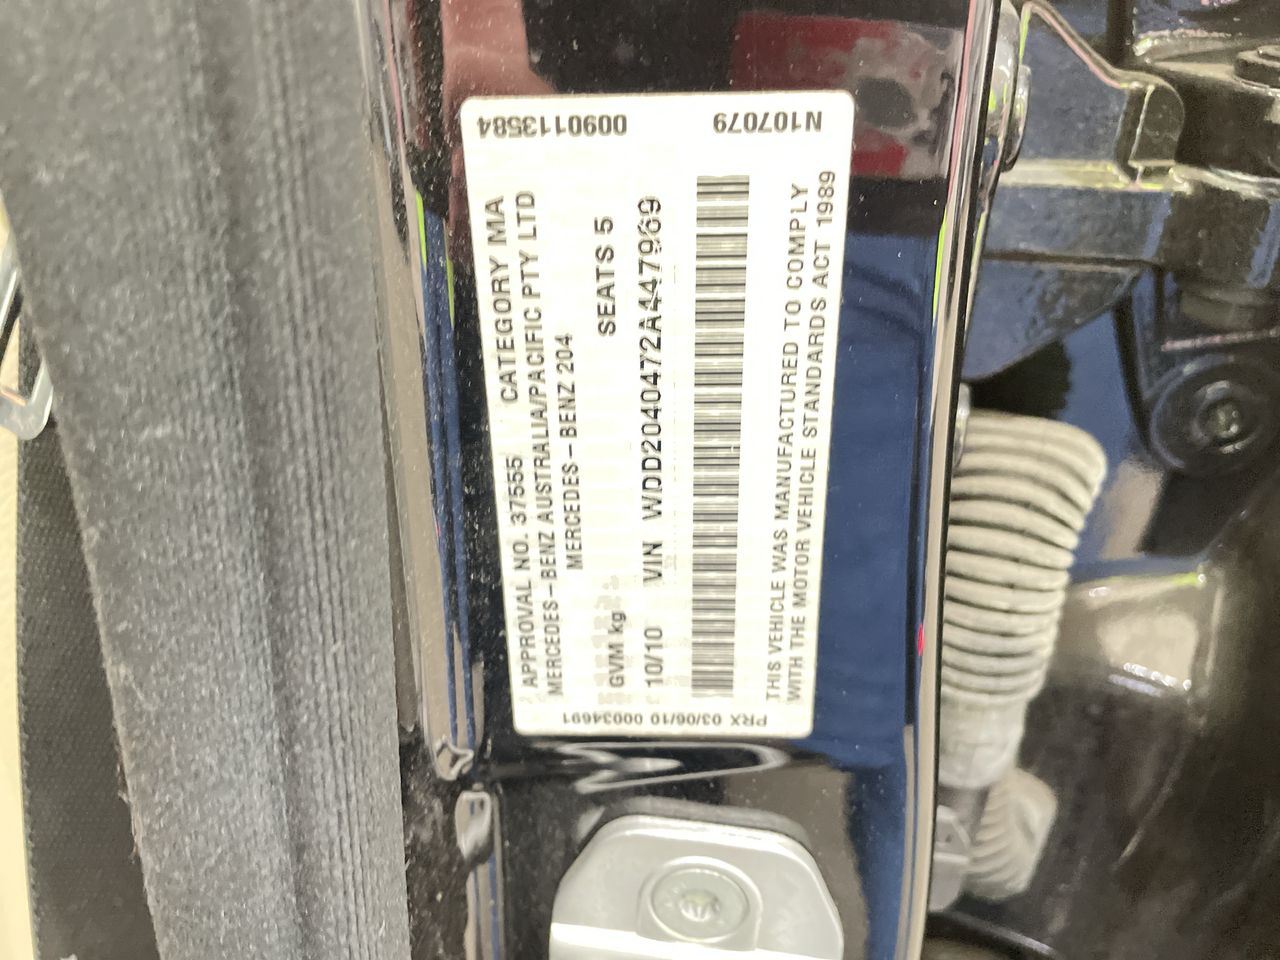 0090113584
N107079
APPROVAL NO. 37555 CATEGORY MA
MERCEDES-BENZ AUSTRALIA/PACIFIC PTY LTD
MERCEDES-BENZ 204
GVM kg SEATS 5
10/10 VIN WDD2040472A447969
THIS VEHICLE WAS MANUFACTURED TO COMPLY
WITH THE MOTOR VEHICLE STANDARDS ACT 1989
PRX 03/06/10 00034691